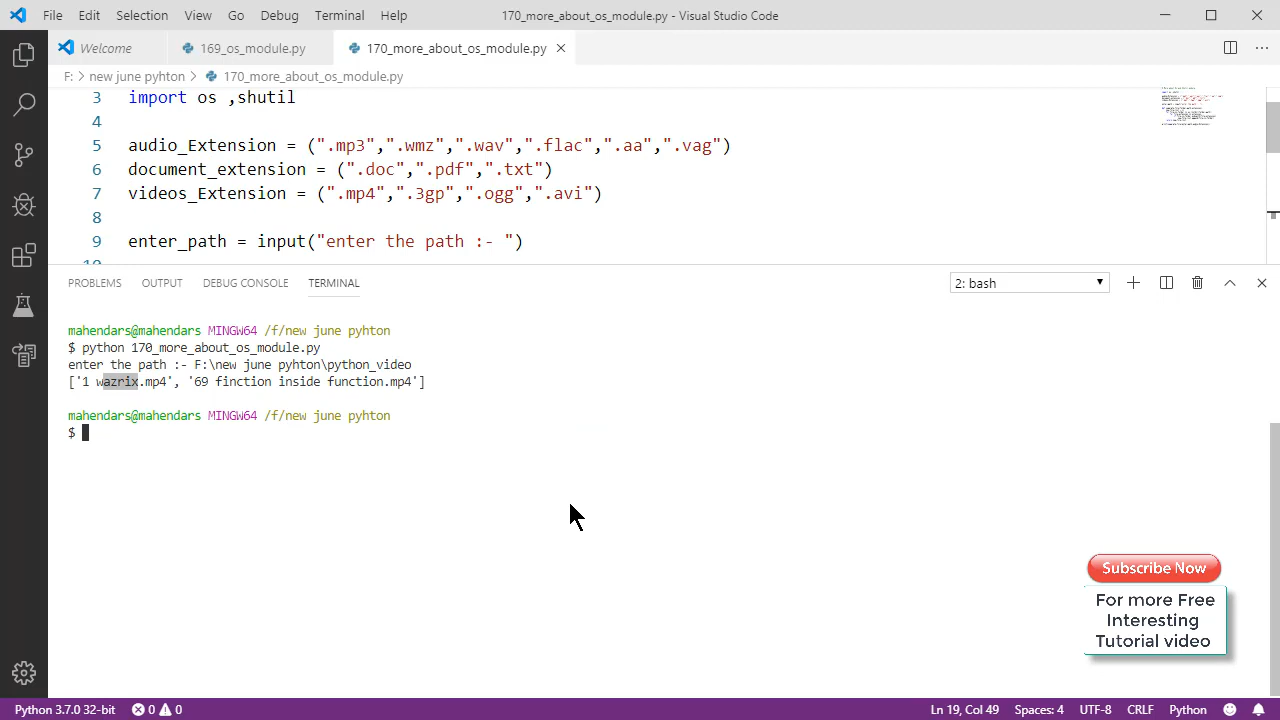 File Edit Selection View Go Debug Terminal Help 170_more_about_os_module.py - Visual Studio Code
Welcome 169_os_module.py 170_more_about_os_module.py
F: > new june pyhton > 170_more_about_os_module.py
3 import os ,shutil
4
5 audio_Extension = (".mp3",".wmz",".wav",".flac",".aa",".vag")
6 document_extension = (".doc",".pdf",".txt")
7 videos_Extension = (".mp4",".3gp",".ogg",".avi")
8
9 enter_path = input("enter the path :- ")
10
PROBLEMS OUTPUT DEBUG CONSOLE TERMINAL 2: bash
mahendars@mahendars MINGW64 /f/new june pyhton
$ python 170_more_about_os_module.py
enter the path :- F:\new june pyhton\python_video
['1 wazrix.mp4', '69 finction inside function.mp4']
mahendars@mahendars MINGW64 /f/new june pyhton
$
Subscribe Now
For more Free
Interesting
Tutorial video
Python 3.7.0 32-bit 0 0 Ln 19, Col 49 Spaces: 4 UTF-8 CRLF Python